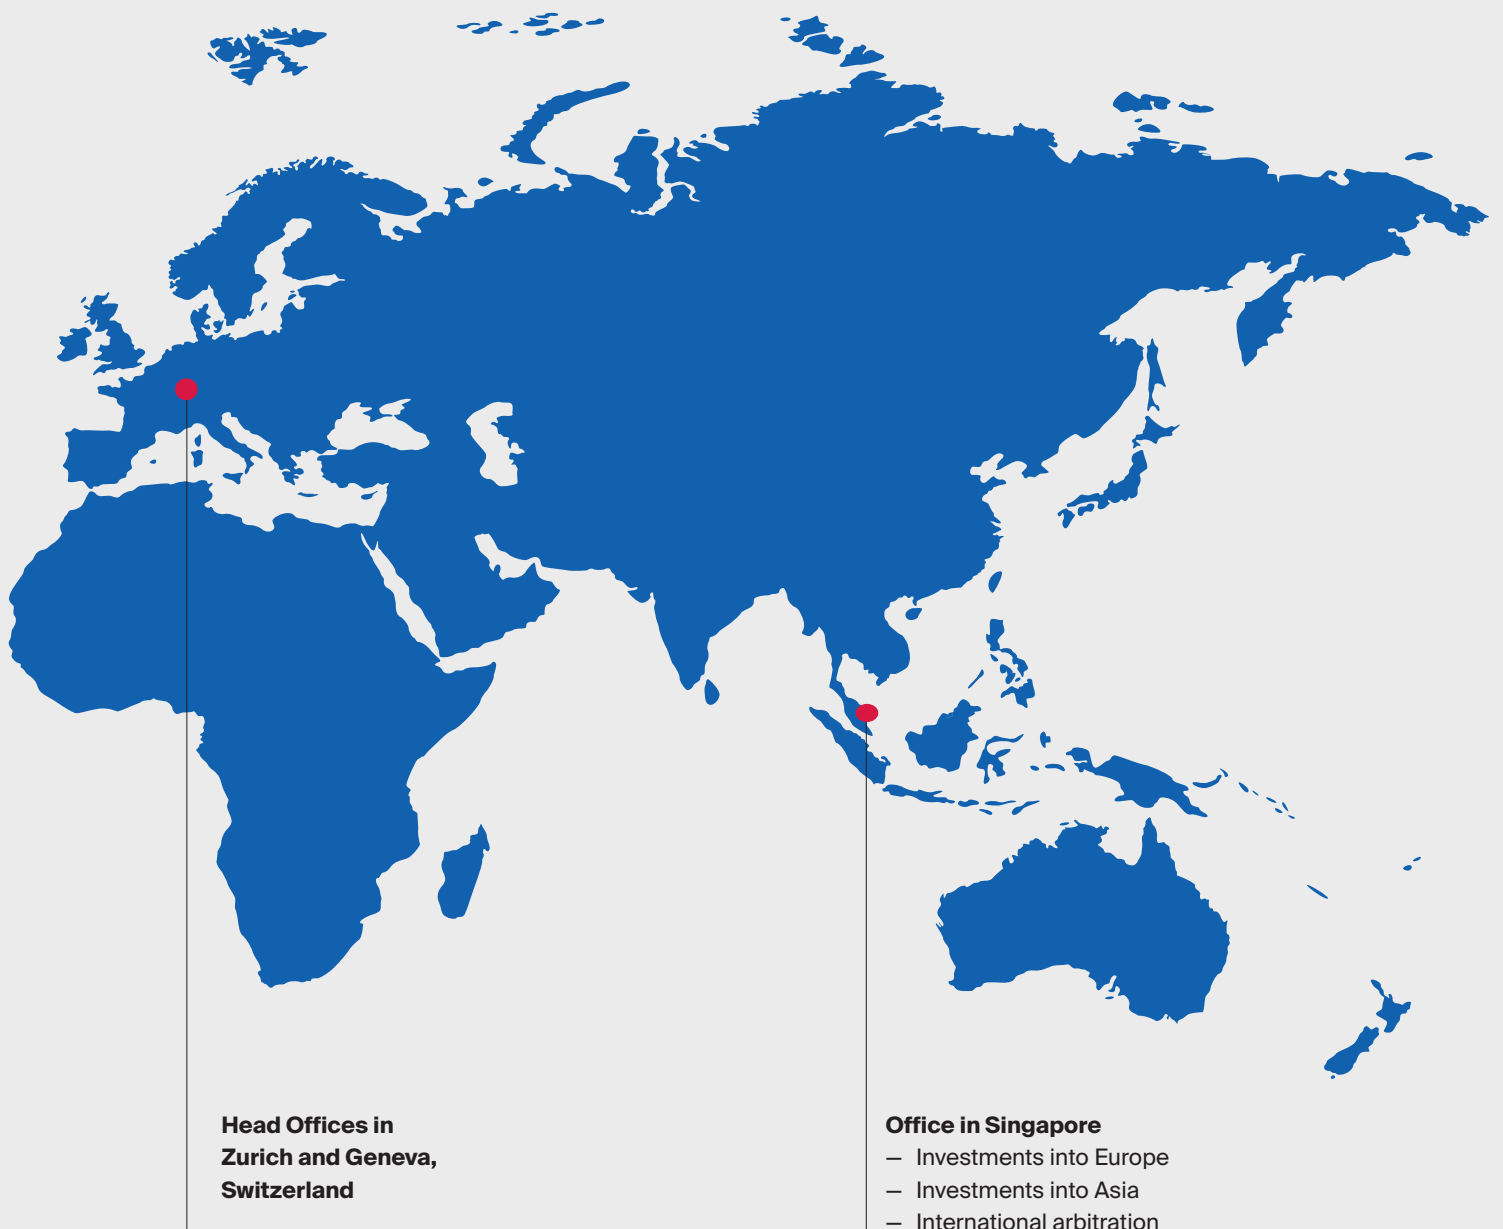 Head Offices in
Zurich and Geneva,
Switzerland
Office in Singapore
– Investments into Europe
– Investments into Asia
– International arbitration